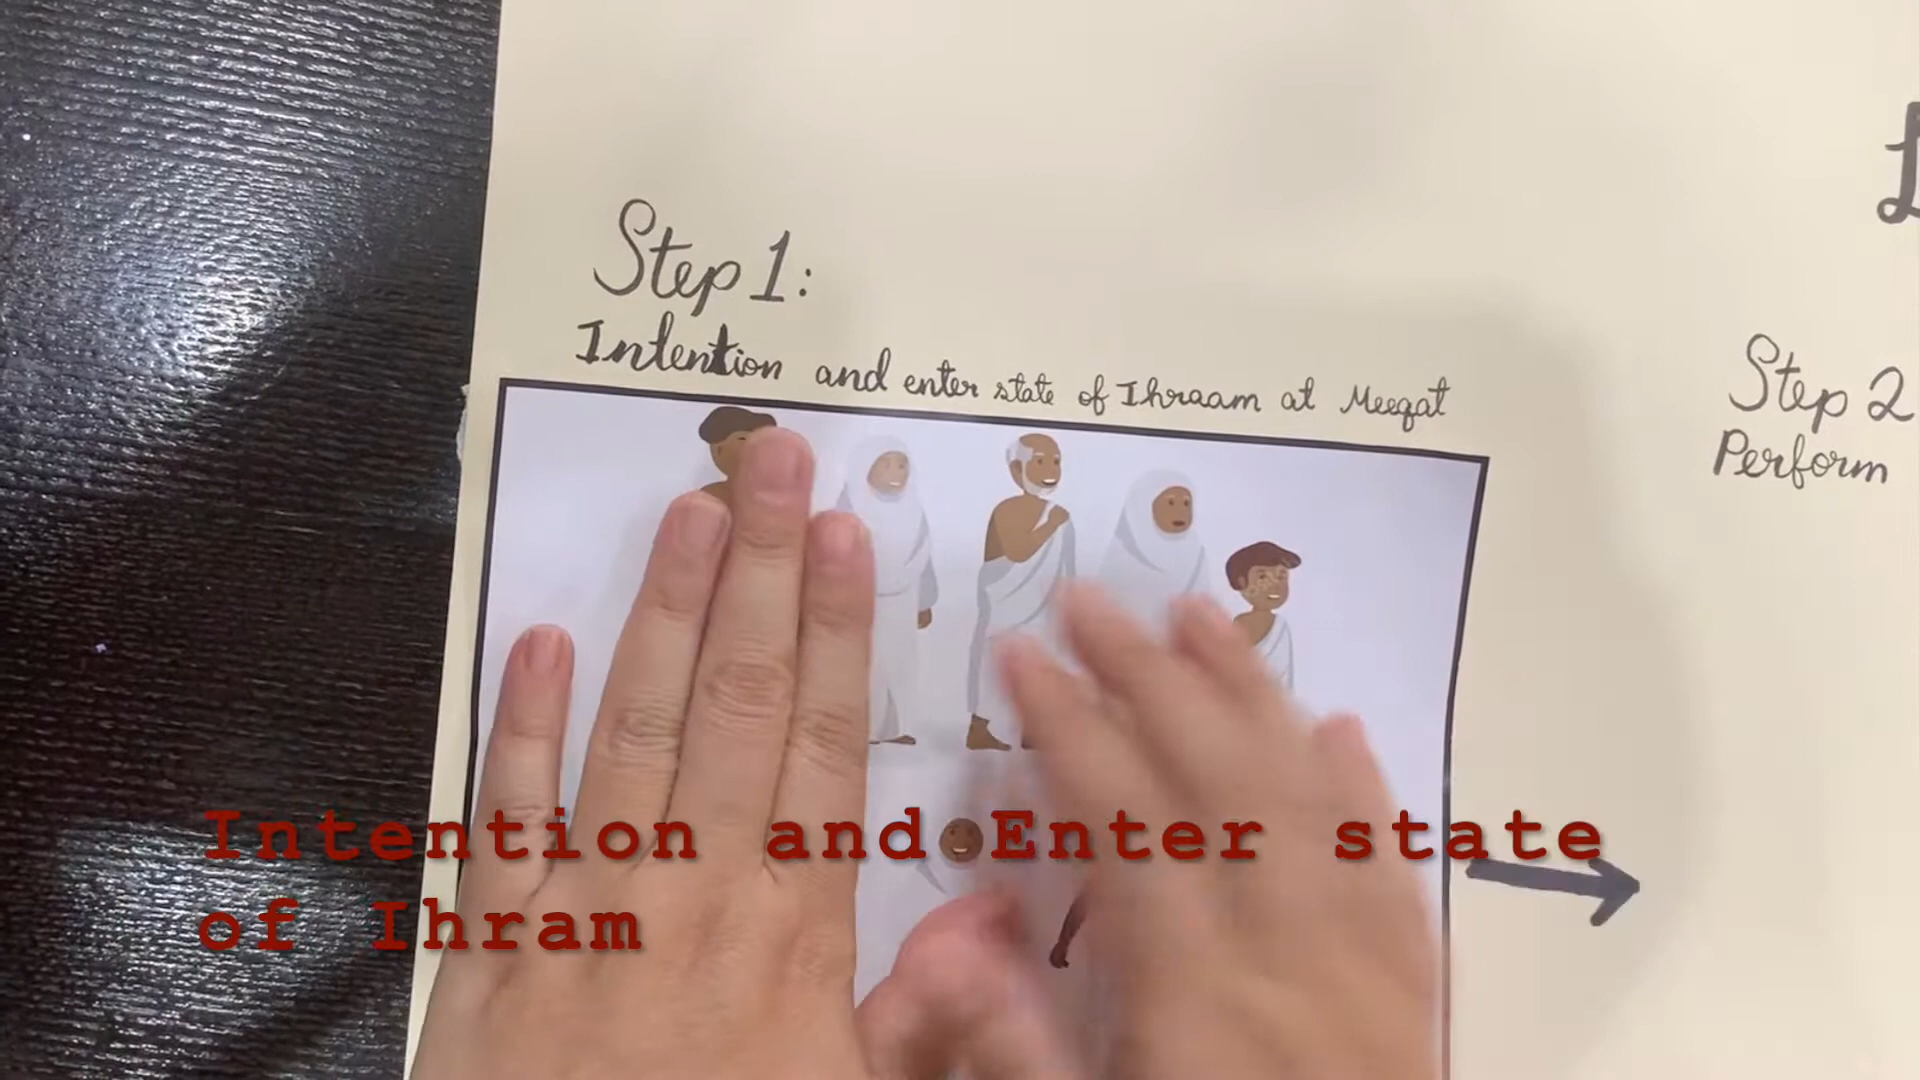 Step 1:
Intention and enter state of Ihraam at Meeqat
Step 2
Perform
Intention and Enter state
of Ihram